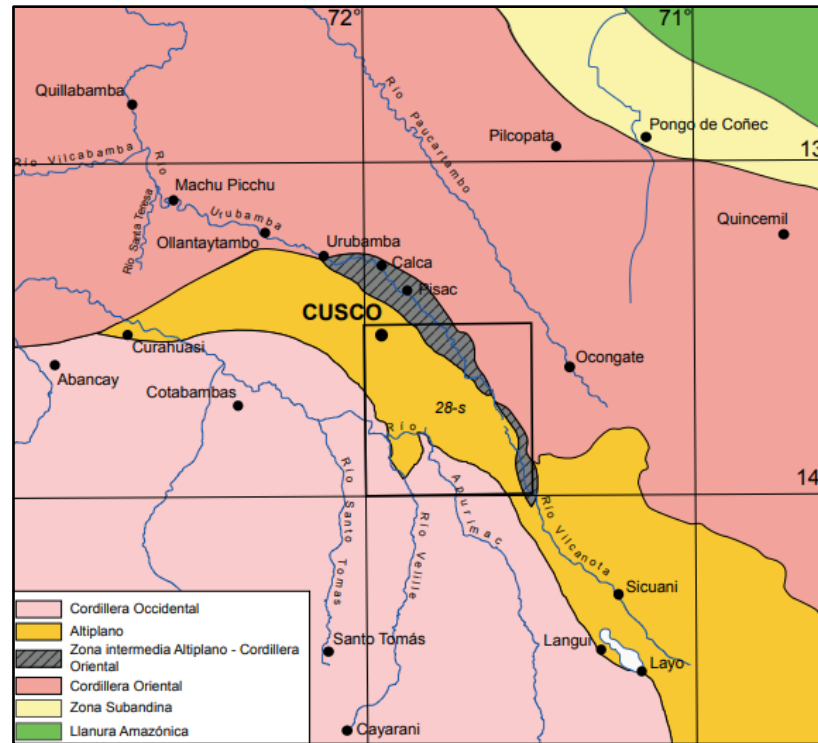 72°
71°
Quillabamba
Río Paucartambo
Pilcopata
Pongo de Coñec
13
Río Vilcabamba
Río Urubamba
Machu Picchu
Río Santa Teresa
Ollantaytambo
Urubamba
Quincemil
Calca
Pisac
CUSCO
Curahuasi
Abancay
Cotabambas
Ocongate
28-s
Río Apurimac
14
Río Santo Tomas
Río Velille
Río Vilcanota
Sicuani
Santo Tomás
Langui
Layo
Cayarani
Cordillera Occidental
Altiplano
Zona intermedia Altiplano - Cordillera
Oriental
Cordillera Oriental
Zona Subandina
Llanura Amazónica